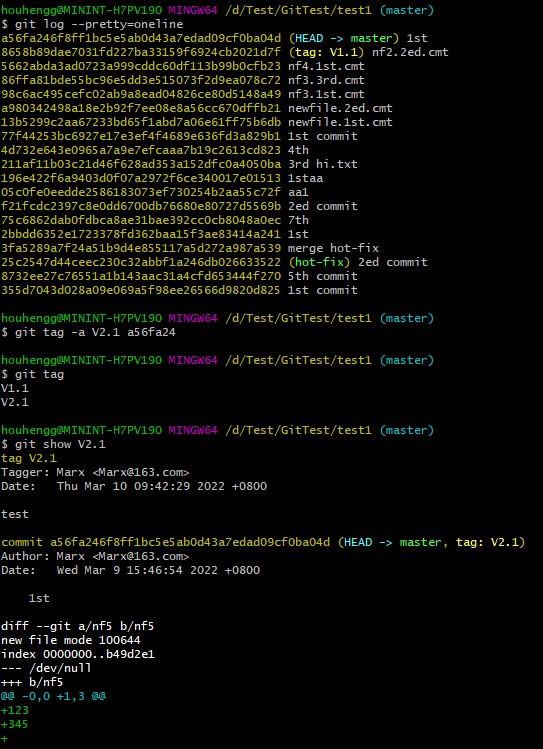 houhengg@MININT-H7PV190 MINGW64 /d/Test/GitTest/test1 (master)
$ git log --pretty=oneline
a56fa246f8ff1bc5e5ab0d43a7edad09cf0ba04d (HEAD -> master) 1st
8658b89dae7031fd227ba33159f6924cb2021d7f (tag: V1.1) nf2.2ed.cmt
5662abda3ad0723a999cddc60df113b99b0cfb23 nf4.1st.cmt
86ffa81bde55bc96e5dd3e515073f2d9ea078c72 nf3.3rd.cmt
98c6ac495cefc02ab9a8ead04826ce80d5148a49 nf3.1st.cmt
a980342498a18e2b92f7ee08e8a56cc670dffb21 newfile.2ed.cmt
13b5299c2aa67233bd65f1abd7a06e61ff75b6db newfile.1st.cmt
77f44253bc6927e17e3ef4f4689e636fd3a829b1 1st commit
4d732e643e0965a7a9e7efcaaa7b19c2613cd823 4th
211af11b03c21d46f628ad353a152dfc0a4050ba 3rd hi.txt
196e422f6a9403d0f07a2972f6ce340017e01513 1staa
05c0fe0eedde2586183073ef730254b2aa55c72f aa1
f21fcdc2397c8e0dd6700db76680e80727d5569b 2ed commit
75c6862dab0fdbca8ae31bae392cc0cb8048a0ec 7th
2bbdd6352e1723378fd362baa15f3ae83414a241 1st
3fa5289a7f24a51b9d4e855117a5d272a987a539 merge hot-fix
25c2547d44ceec230c32abbf1a246db026633522 (hot-fix) 2ed commit
8732ee27c76551a1b143aac31a4cfd653444f270 5th commit
355d7043d028a09e069a5f98ee26566d9820d825 1st commit
houhengg@MININT-H7PV190 MINGW64 /d/Test/GitTest/test1 (master)
$ git tag -a V2.1 a56fa24
houhengg@MININT-H7PV190 MINGW64 /d/Test/GitTest/test1 (master)
$ git tag
V1.1
V2.1
houhengg@MININT-H7PV190 MINGW64 /d/Test/GitTest/test1 (master)
$ git show V2.1
tag V2.1
Tagger: Marx <Marx@163.com>
Date:   Thu Mar 10 09:42:29 2022 +0800
test
commit a56fa246f8ff1bc5e5ab0d43a7edad09cf0ba04d (HEAD -> master, tag: V2.1)
Author: Marx <Marx@163.com>
Date:   Wed Mar 9 15:46:54 2022 +0800
    1st
diff --git a/nf5 b/nf5
new file mode 100644
index 0000000..b49d2e1
--- /dev/null
+++ b/nf5
@@ -0,0 +1,3 @@
+123
+345
+